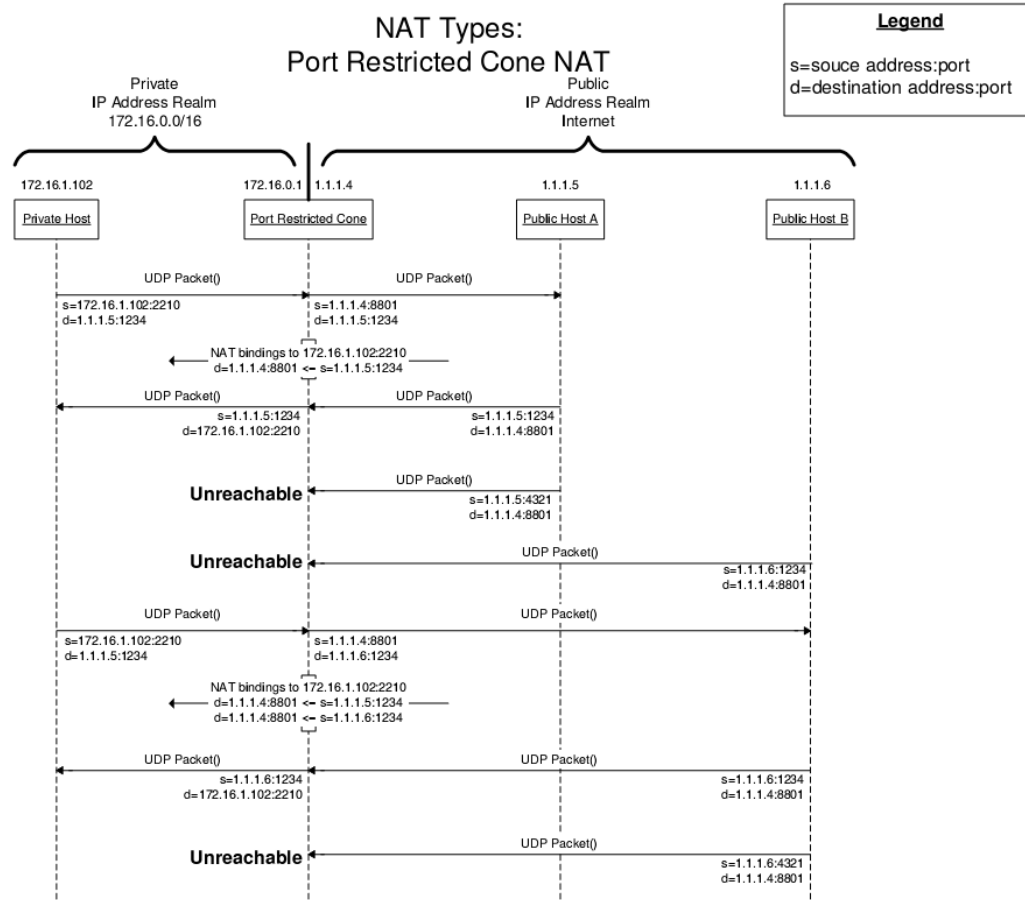 NAT Types:
Port Restricted Cone NAT
Legend
s=souce address:port
d=destination address:port
Private
IP Address Realm
172.16.0.0/16
Public
IP Address Realm
Internet
172.16.1.102
172.16.0.1
1.1.1.4
1.1.1.5
1.1.1.6
Private Host
Port Restricted Cone
Public Host A
Public Host B
UDP Packet()
UDP Packet()
s=172.16.1.102:2210
d=1.1.1.5:1234
s=1.1.1.4:8801
d=1.1.1.5:1234
NAT bindings to 172.16.1.102:2210
d=1.1.1.4:8801 <- s=1.1.1.5:1234
UDP Packet()
UDP Packet()
s=1.1.1.5:1234
d=172.16.1.102:2210
s=1.1.1.5:1234
d=1.1.1.4:8801
UDP Packet()
Unreachable
s=1.1.1.5:4321
d=1.1.1.4:8801
UDP Packet()
Unreachable
s=1.1.1.6:1234
d=1.1.1.4:8801
UDP Packet()
UDP Packet()
s=172.16.1.102:2210
d=1.1.1.5:1234
s=1.1.1.4:8801
d=1.1.1.6:1234
NAT bindings to 172.16.1.102:2210
d=1.1.1.4:8801 <- s=1.1.1.5:1234
d=1.1.1.4:8801 <- s=1.1.1.6:1234
UDP Packet()
UDP Packet()
s=1.1.1.6:1234
d=172.16.1.102:2210
s=1.1.1.6:1234
d=1.1.1.4:8801
UDP Packet()
Unreachable
s=1.1.1.6:4321
d=1.1.1.4:8801